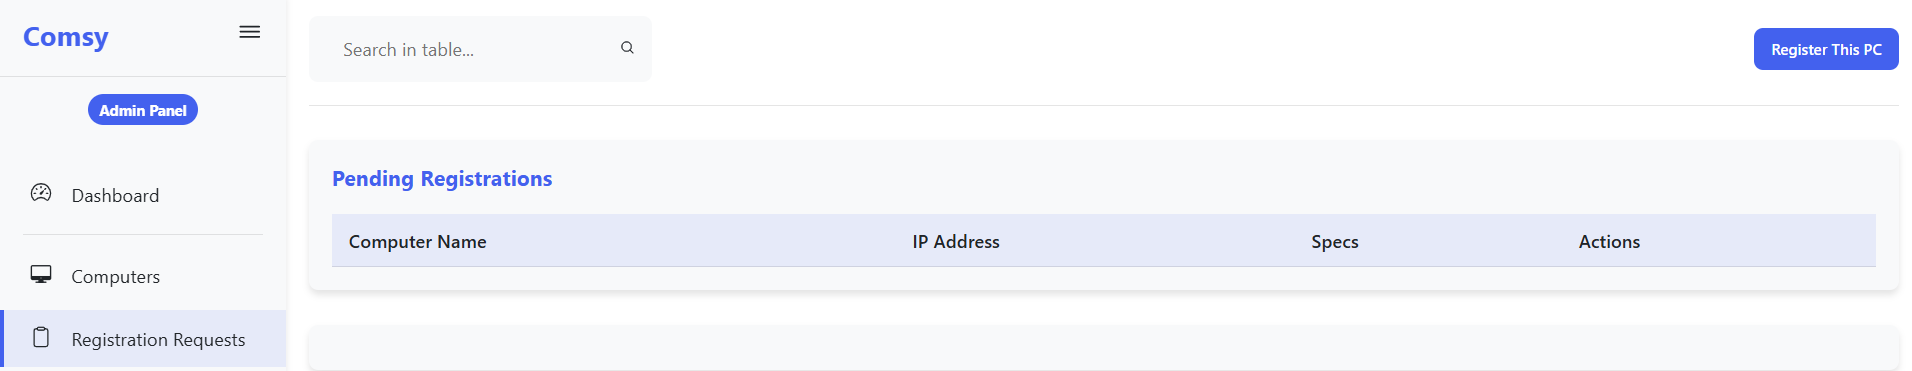 Comsy
Admin Panel
Dashboard
Computers
Registration Requests
Search in table...
Register This PC
Pending Registrations
Computer Name IP Address Specs Actions